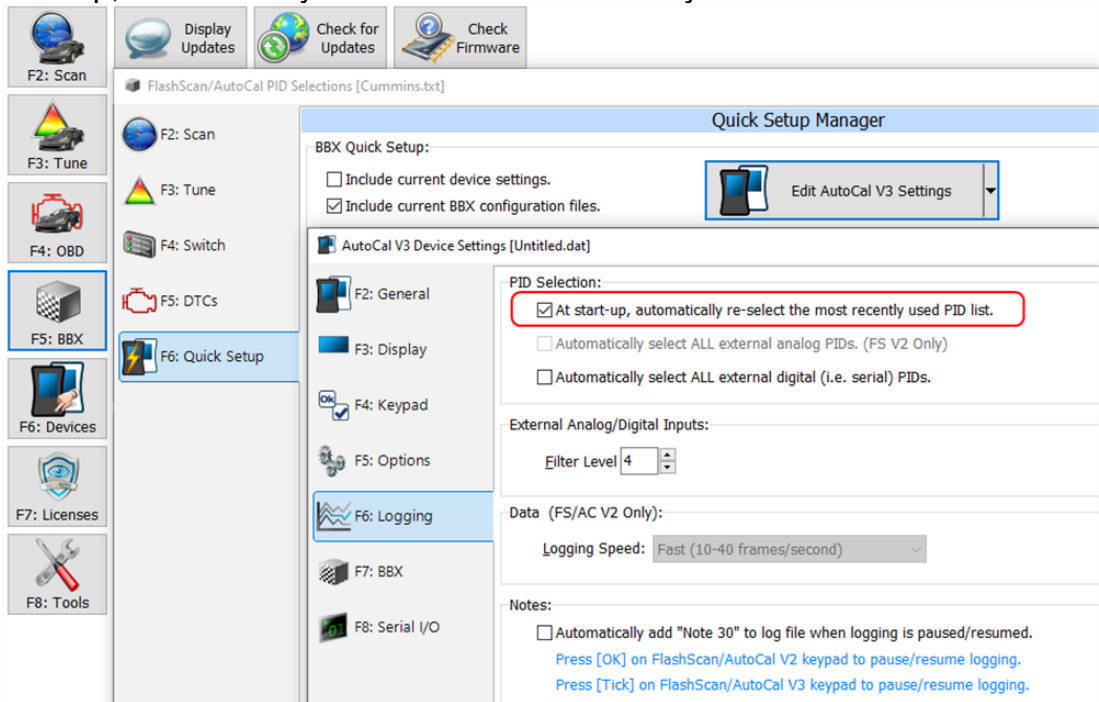 Display Updates
Check for Updates
Check Firmware
F2: Scan
F3: Tune
F4: OBD
F5: BBX
F6: Devices
F7: Licenses
F8: Tools
FlashScan/AutoCal PID Selections [Cummins.txt]
F2: Scan
F3: Tune
F4: Switch
F5: DTCs
F6: Quick Setup
Quick Setup Manager
BBX Quick Setup:
Include current device settings.
Include current BBX configuration files.
Edit AutoCal V3 Settings
AutoCal V3 Device Settings [Untitled.dat]
F2: General
F3: Display
Ok
F4: Keypad
F5: Options
F6: Logging
F7: BBX
F8: Serial I/O
PID Selection:
At start-up, automatically re-select the most recently used PID list.
Automatically select ALL external analog PIDs. (FS V2 Only)
Automatically select ALL external digital (i.e. serial) PIDs.
External Analog/Digital Inputs:
Filter Level 4
Data (FS/AC V2 Only):
Logging Speed: Fast (10-40 frames/second)
Notes:
Automatically add "Note 30" to log file when logging is paused/resumed.
Press [OK] on FlashScan/AutoCal V2 keypad to pause/resume logging.
Press [Tick] on FlashScan/AutoCal V3 keypad to pause/resume logging.